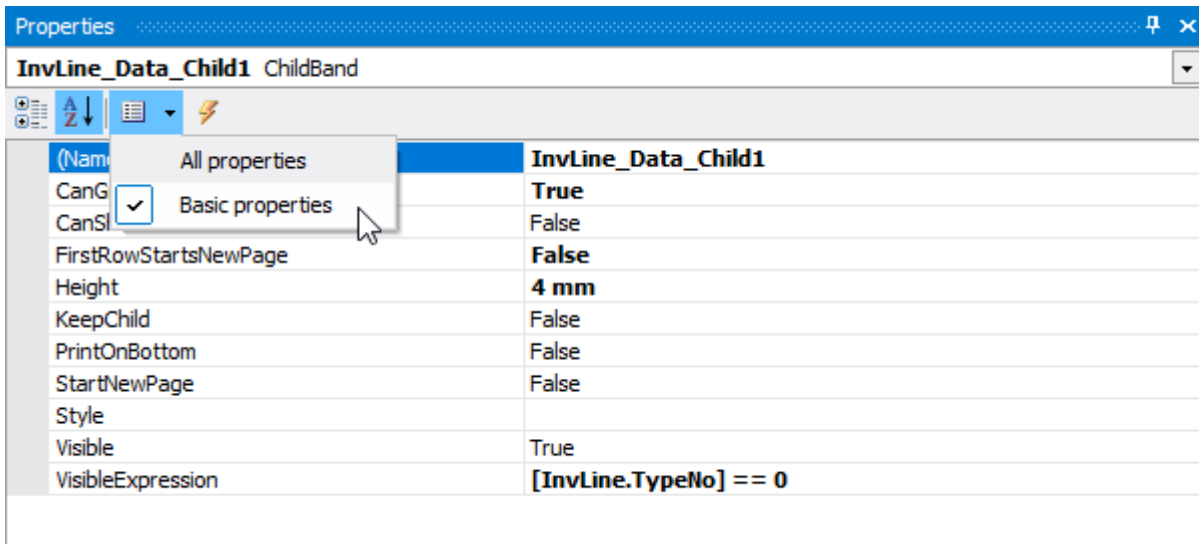 Properties
InvLine_Data_Child1 ChildBand
(Nam InvLine_Data_Child1
All properties
CanG True
Basic properties
CanS False
FirstRowStartsNewPage False
Height 4 mm
KeepChild False
PrintOnBottom False
StartNewPage False
Style
Visible True
VisibleExpression [InvLine.TypeNo] == 0